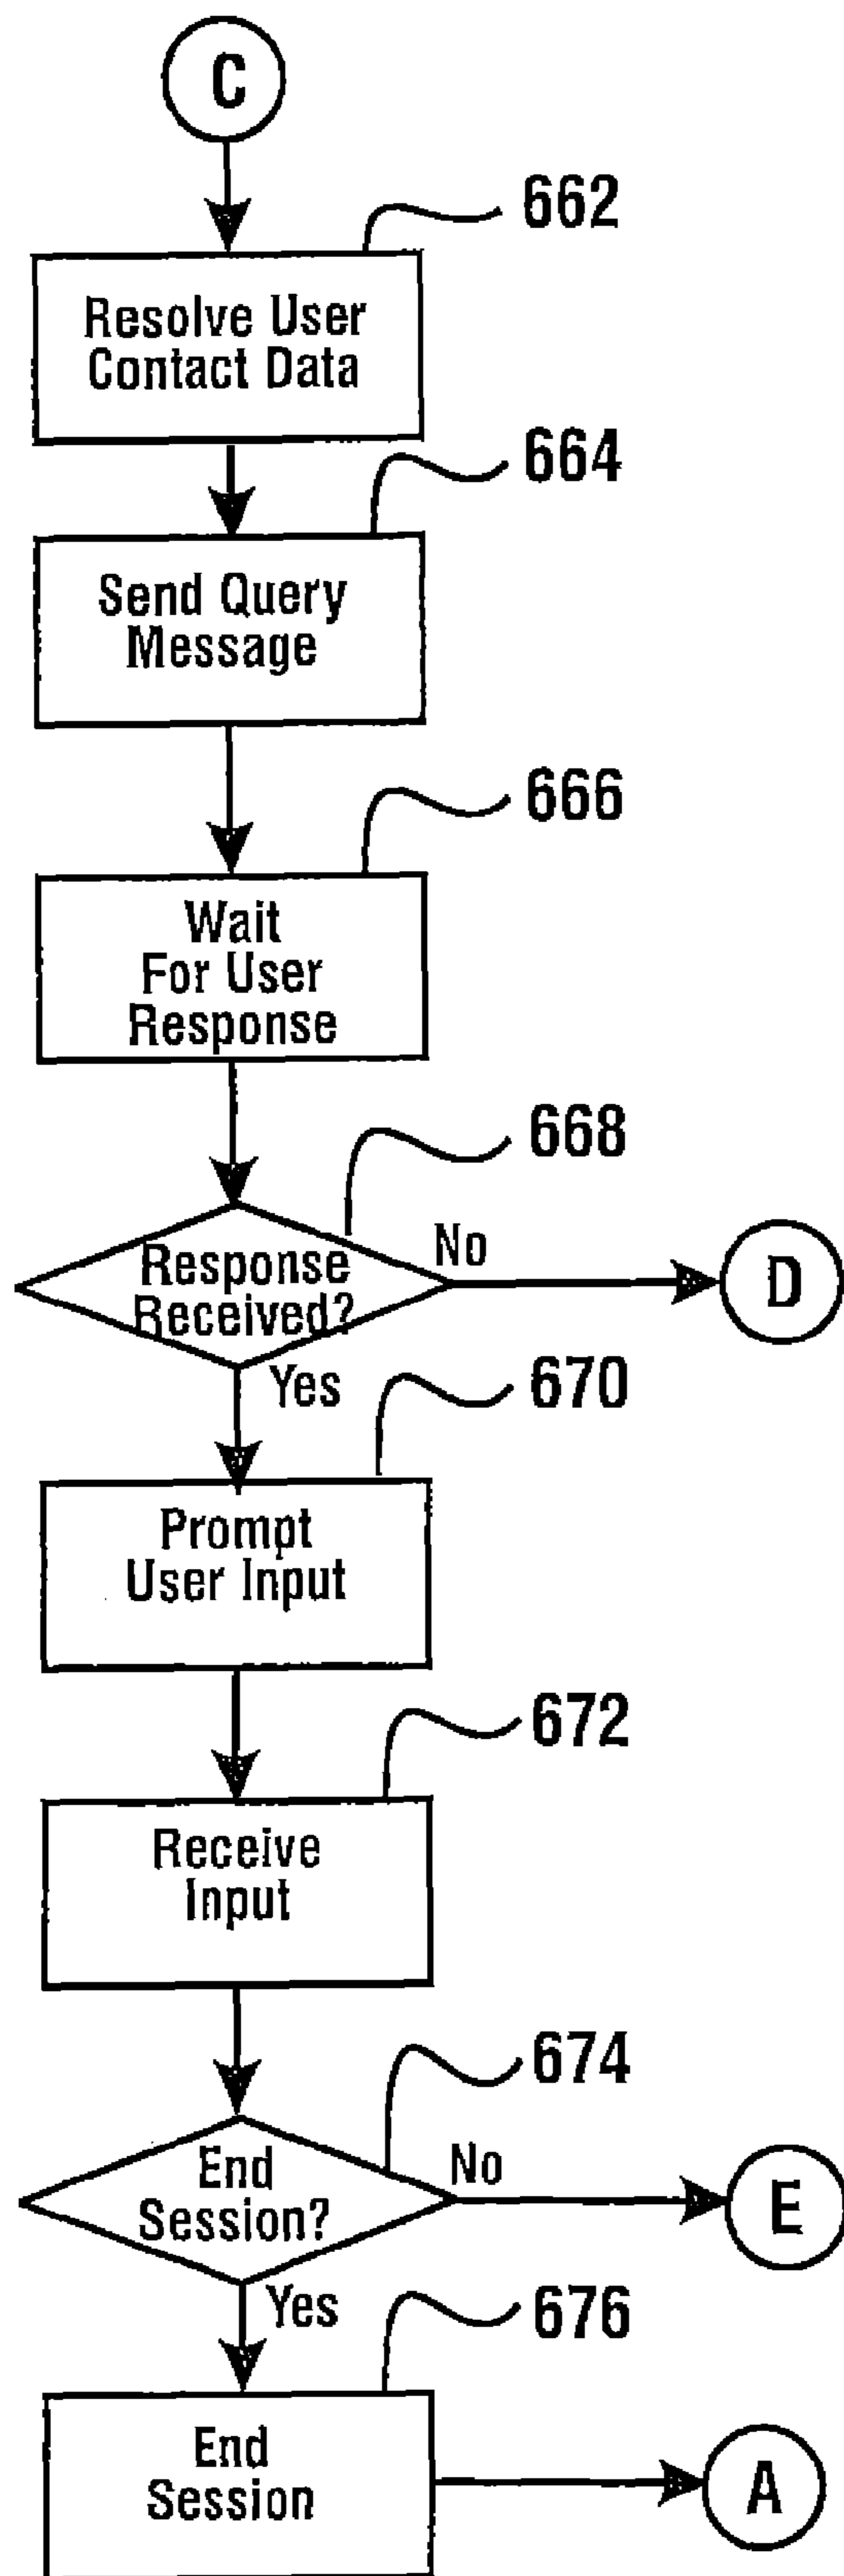 C
662
Resolve User
Contact Data
664
Send Query
Message
666
Wait
For User
Response
668
Response
Received?
No
D
Yes
670
Prompt
User Input
672
Receive
Input
674
End
Session?
No
E
Yes
676
End
Session
A